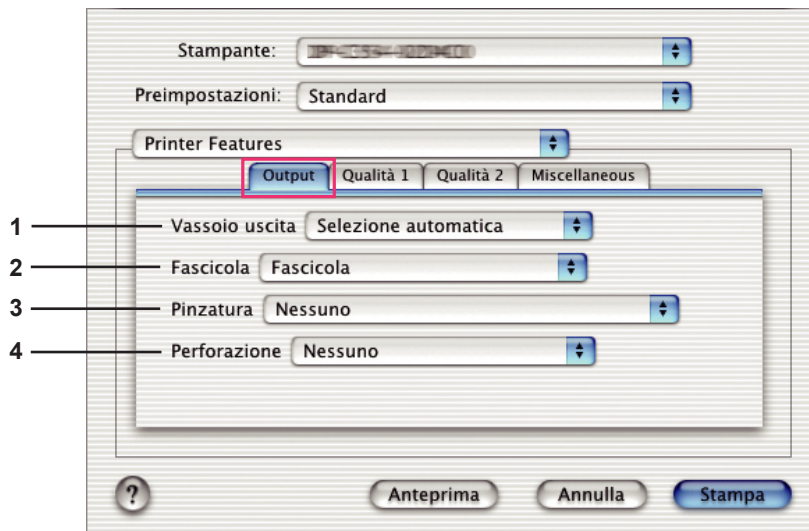 Stampante:
Preimpostazioni: Standard
Printer Features
Output Qualità 1 Qualità 2 Miscellaneous
1 Vassoio uscita Selezione automatica
2 Fascicola Fascicola
3 Pinzatura Nessuno
4 Perforazione Nessuno
? Anteprima Annulla Stampa